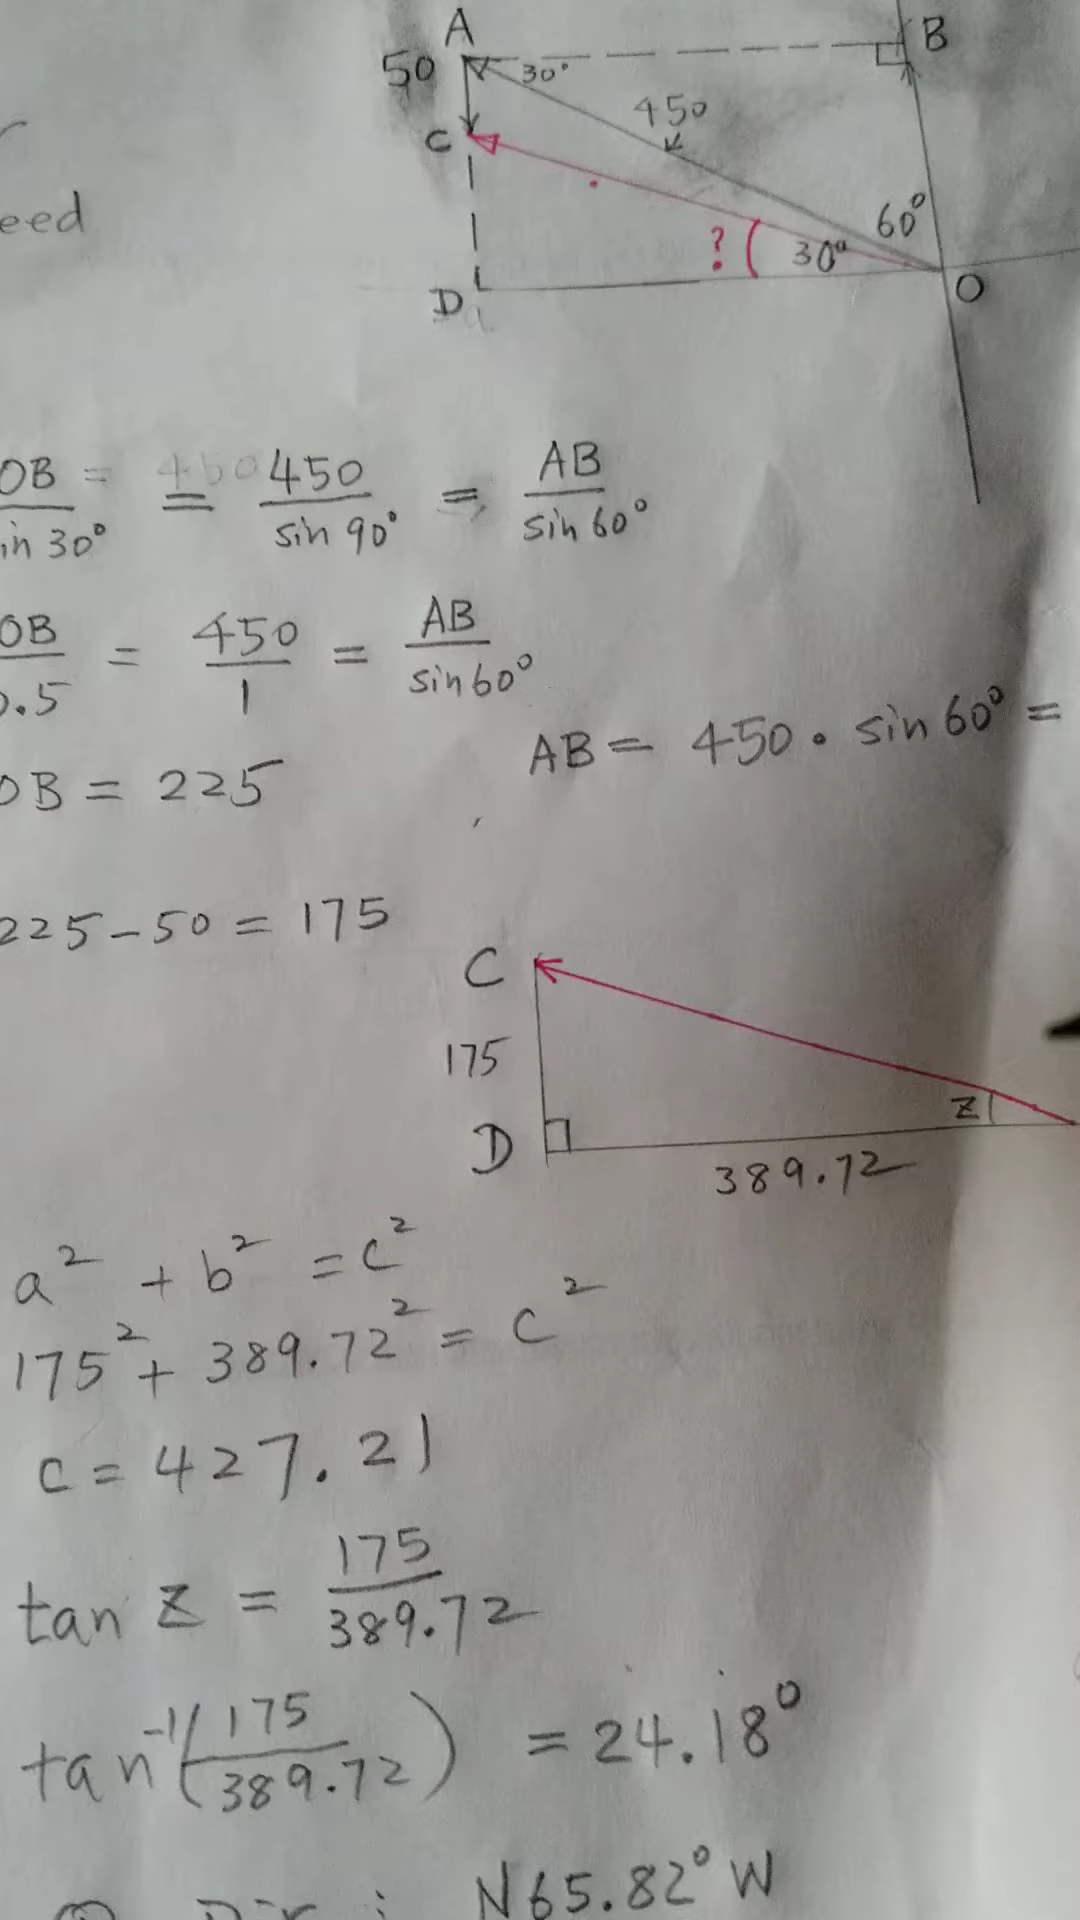 A
B
50
30°
450
C
60°
eed
?
30°
D
O
OB = 450 = 450/sin 90° = AB/sin 60°
in 30°
OB/0.5 = 450/1 = AB/sin 60°
AB = 450 · sin 60° =
OB = 225
225 - 50 = 175
C
175
z
D
389.72
a² + b² = c²
175² + 389.72² = c²
c = 427.21
tan z = 175/389.72
tan⁻¹(175/389.72) = 24.18°
N65.82° W